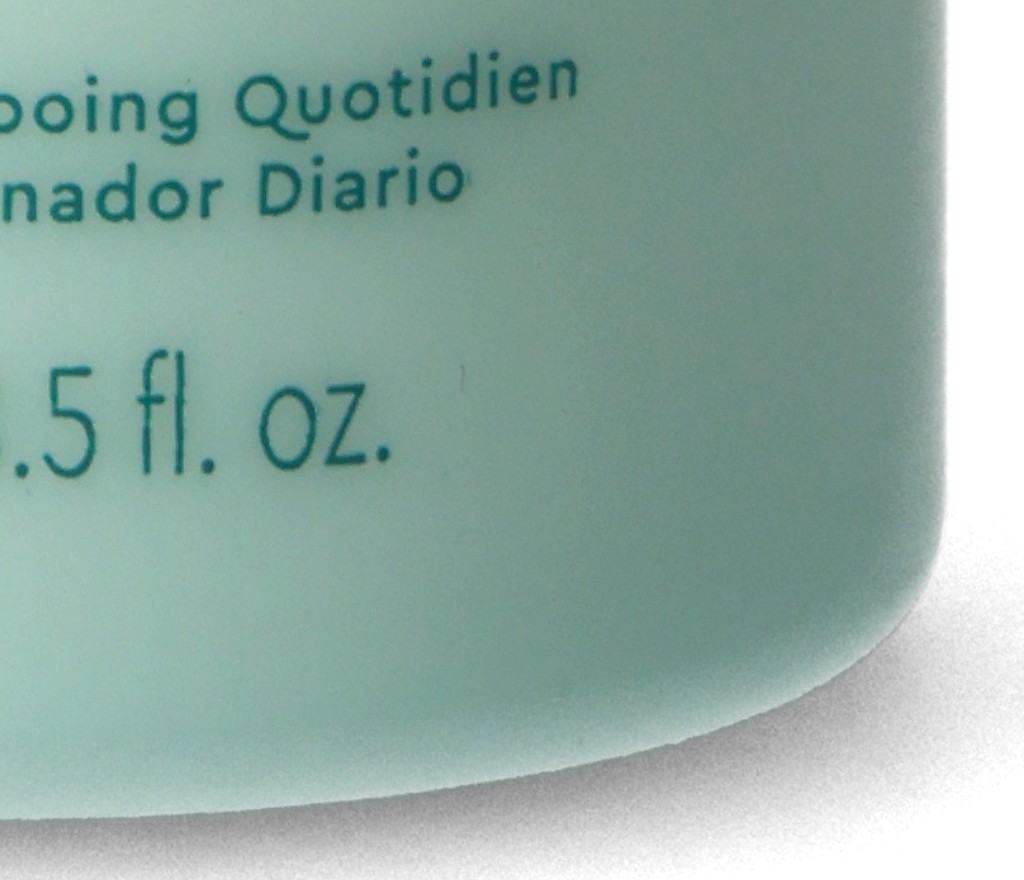 ooing Quotidien
nador Diario
.5 fl. oz.